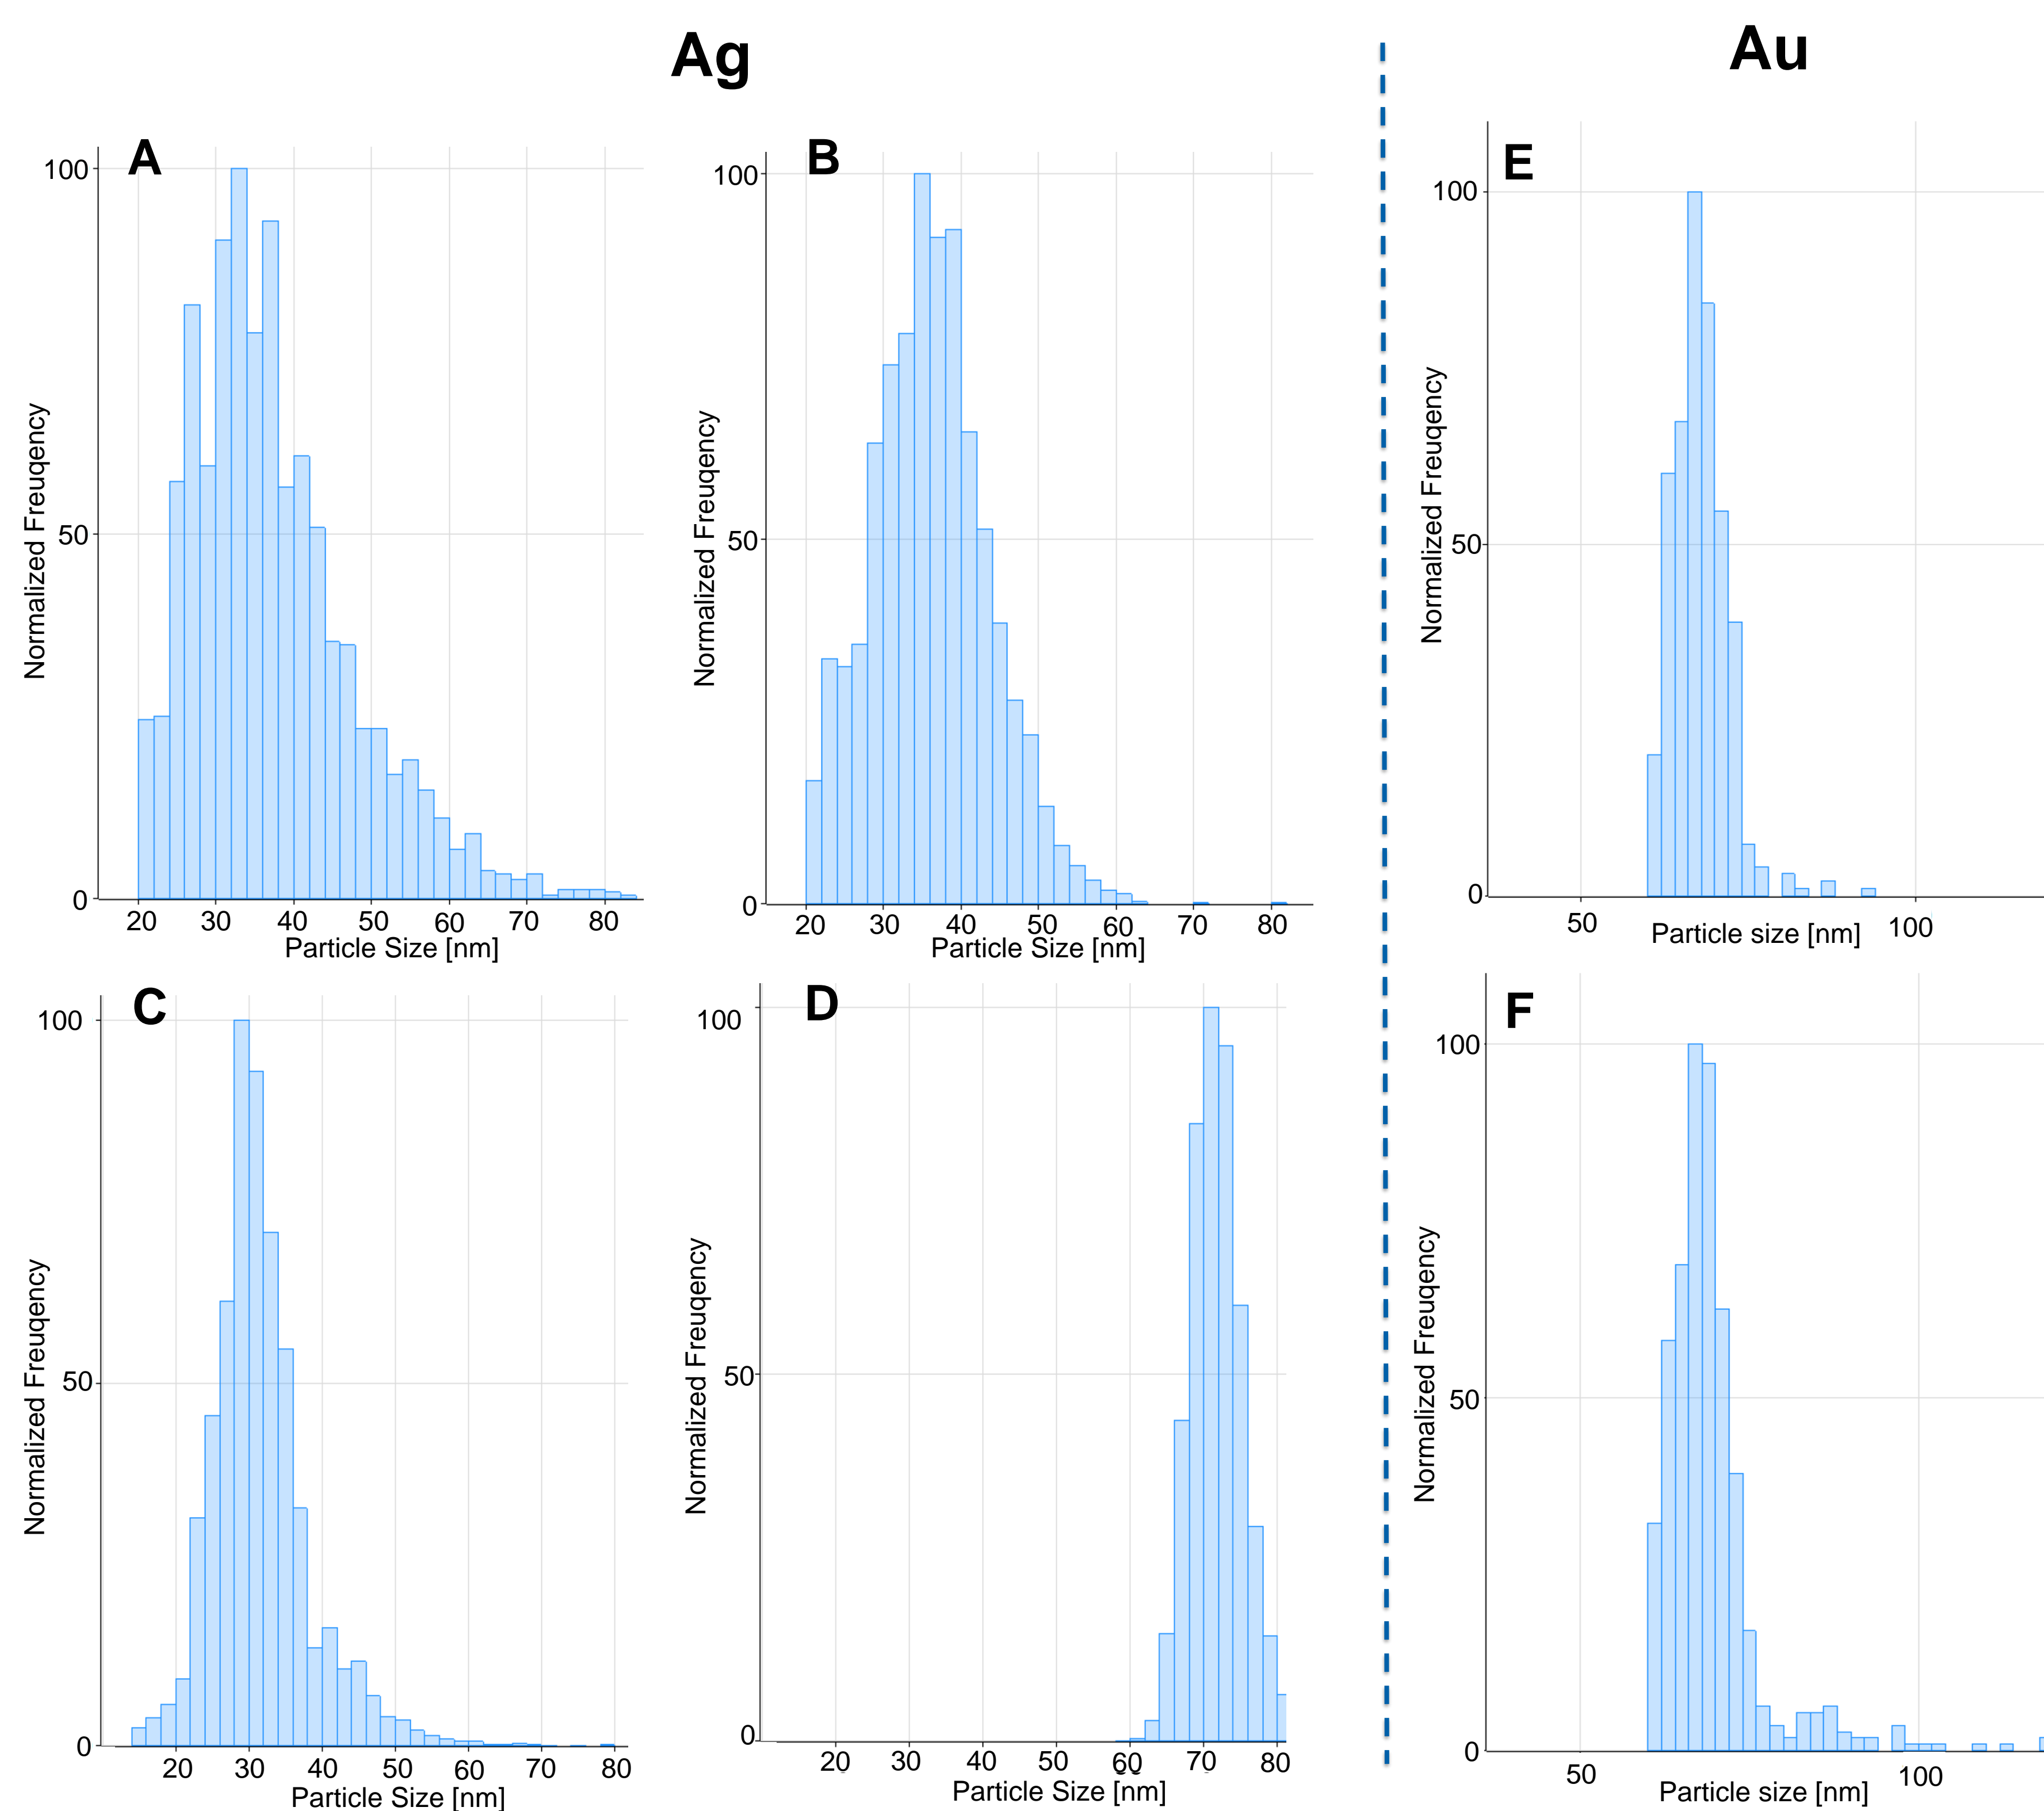 Ag
Au
A
100
50
0
Normalized Freuqency
20 30 40 50 60 70 80
Particle Size [nm]
B
100
50
0
Normalized Freuqency
20 30 40 50 60 70 80
Particle Size [nm]
E
100
50
0
Normalized Freuqency
50 100
Particle size [nm]
C
100
50
0
Normalized Freuqency
20 30 40 50 60 70 80
Particle Size [nm]
D
100
50
0
Normalized Freuqency
20 30 40 50 60 70 80
Particle Size [nm]
F
100
50
0
Normalized Freuqency
50 100
Particle size [nm]